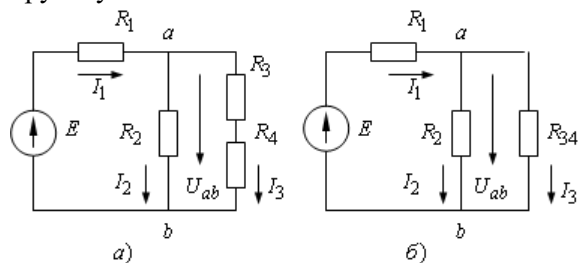 R1 a R3 R1 a
I1 I1
E R2 R4 E R2 R34
I2 Uab I3 I2 Uab I3
b b
а) б)